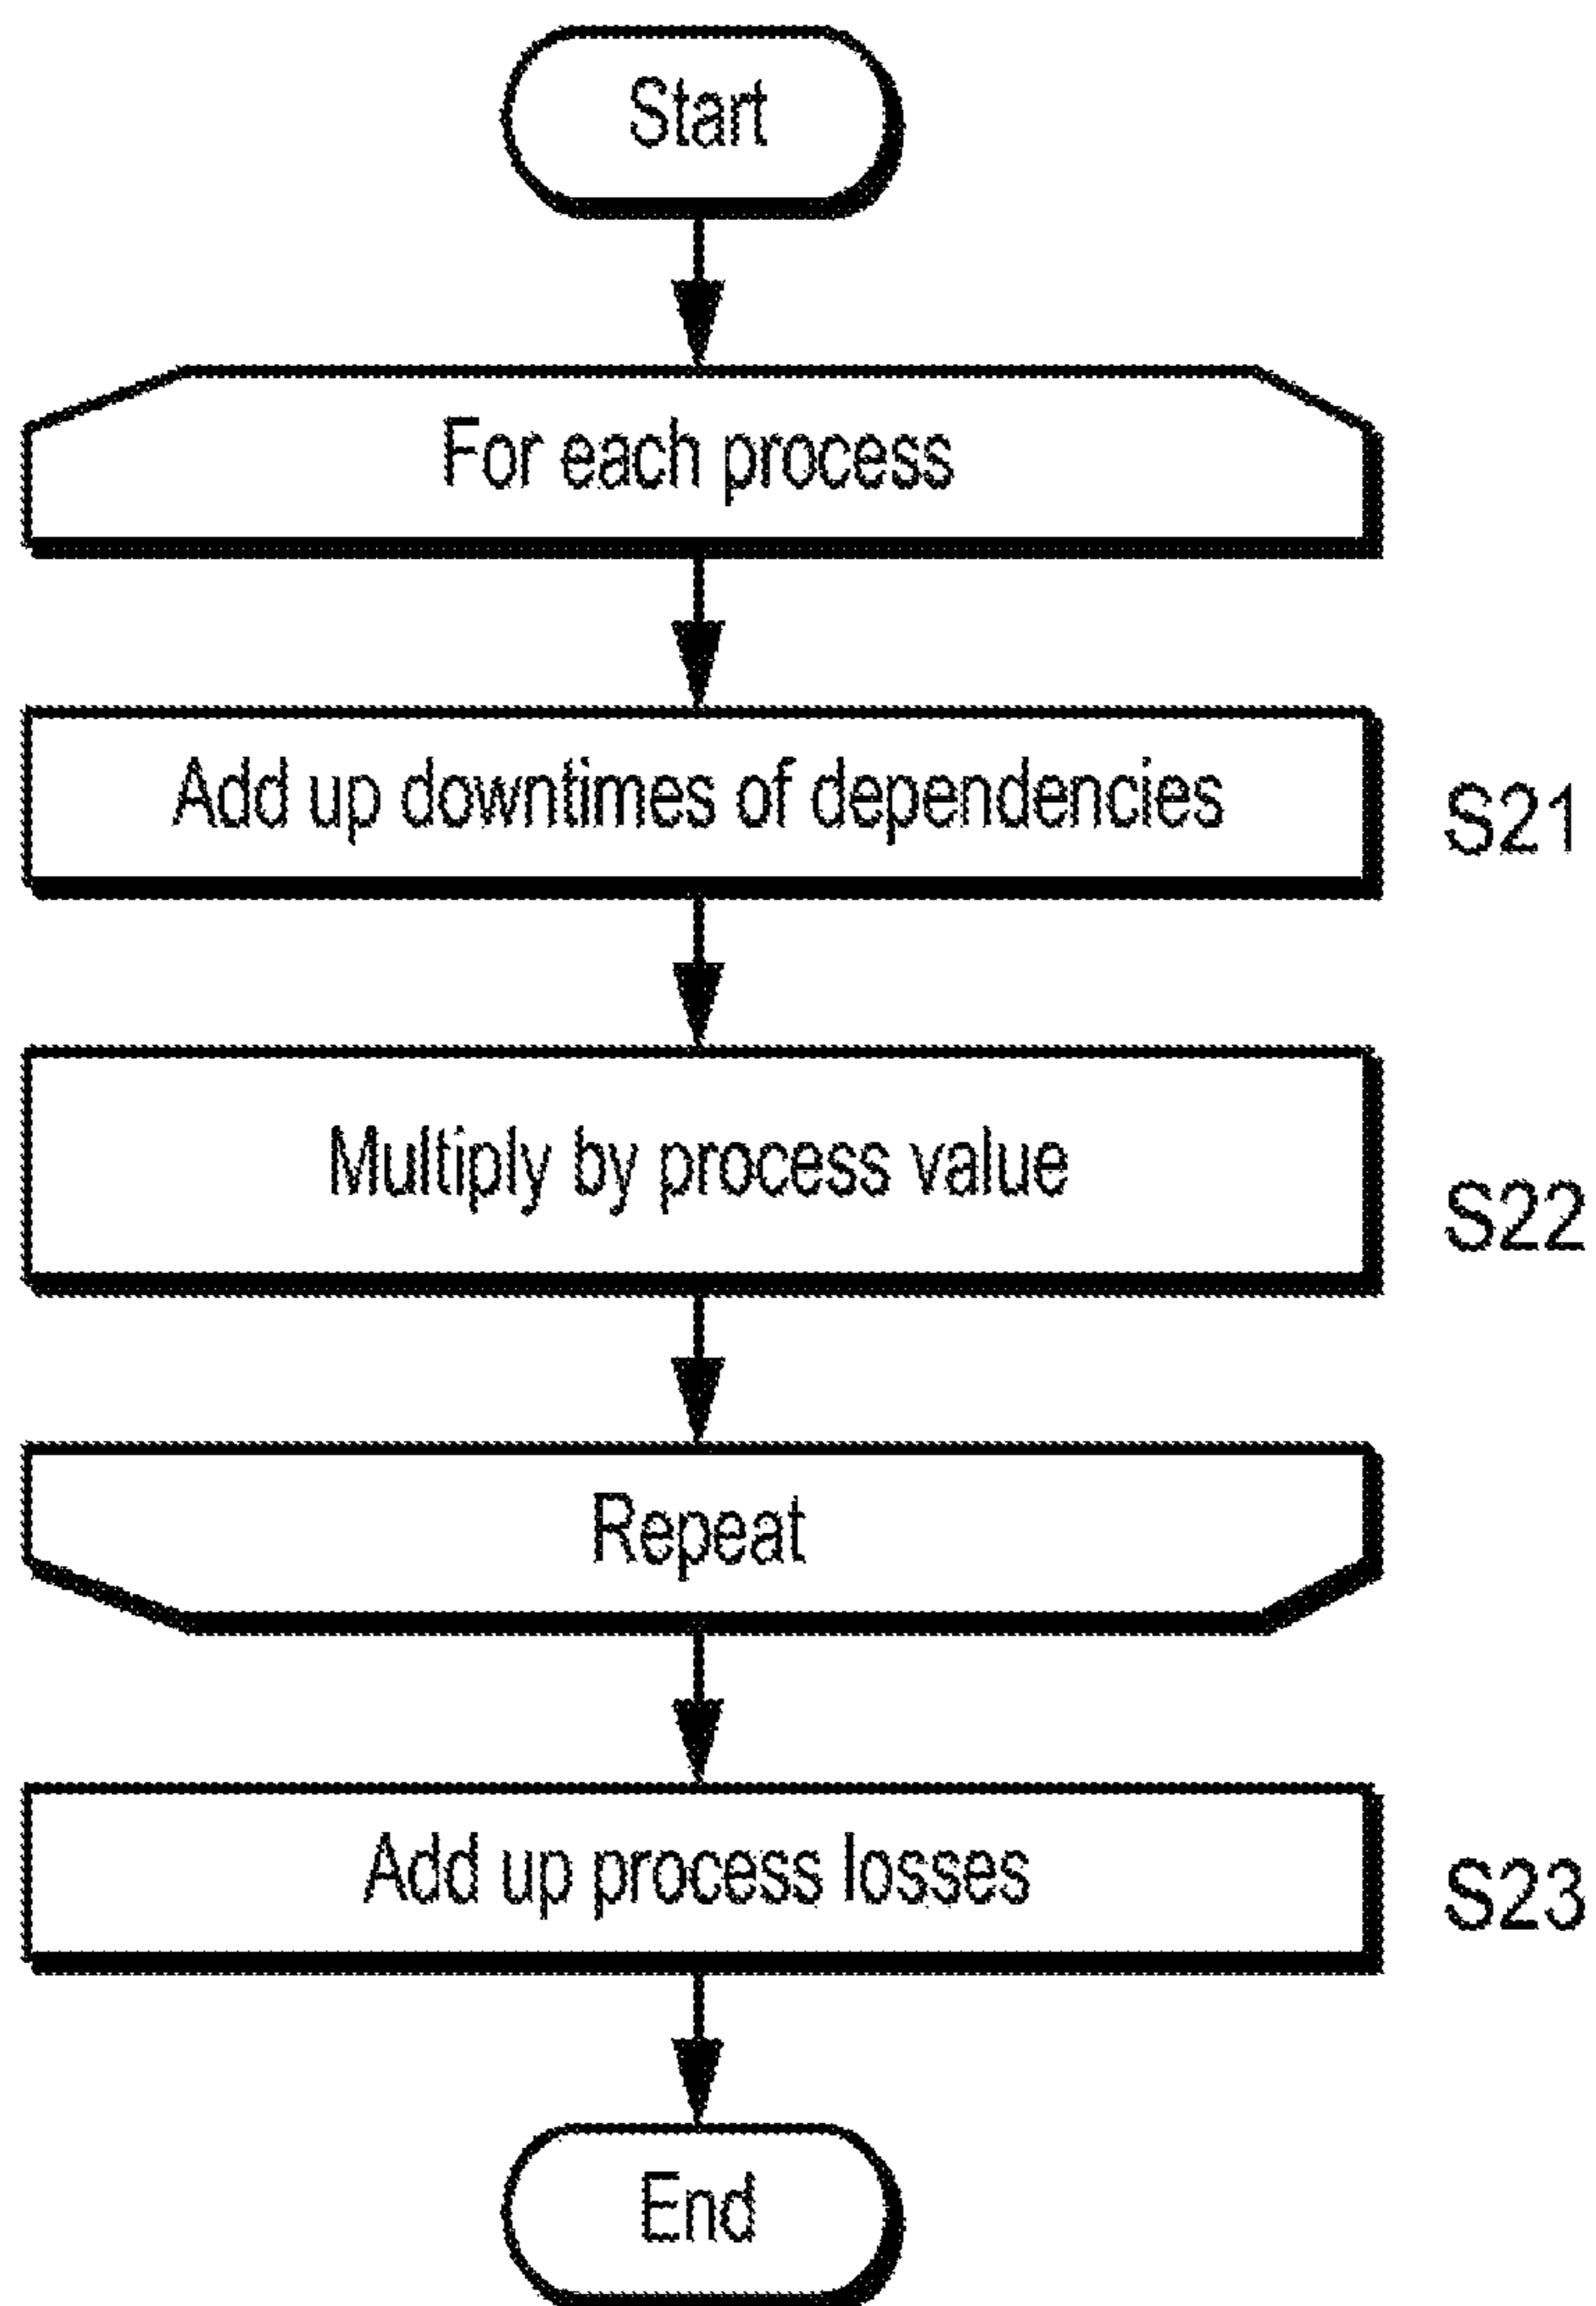 Start
For each process
Add up downtimes of dependencies
S21
Multiply by process value
S22
Repeat
Add up process losses
S23
End